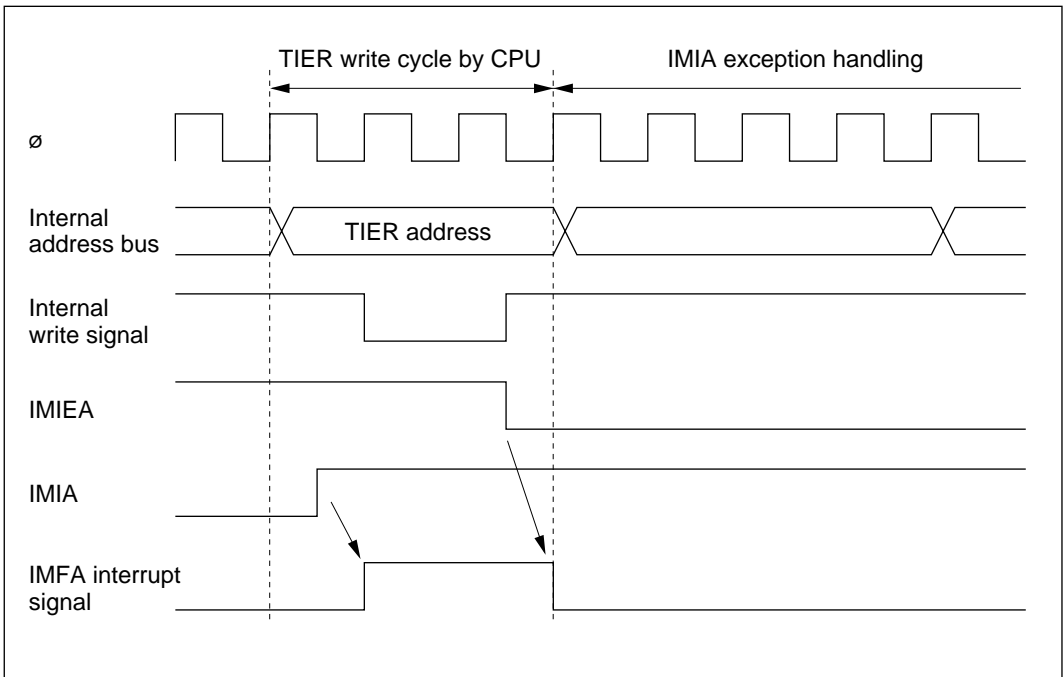 TIER write cycle by CPU
IMIA exception handling
ø
Internal
address bus
TIER address
Internal
write signal
IMIEA
IMIA
IMFA interrupt
signal